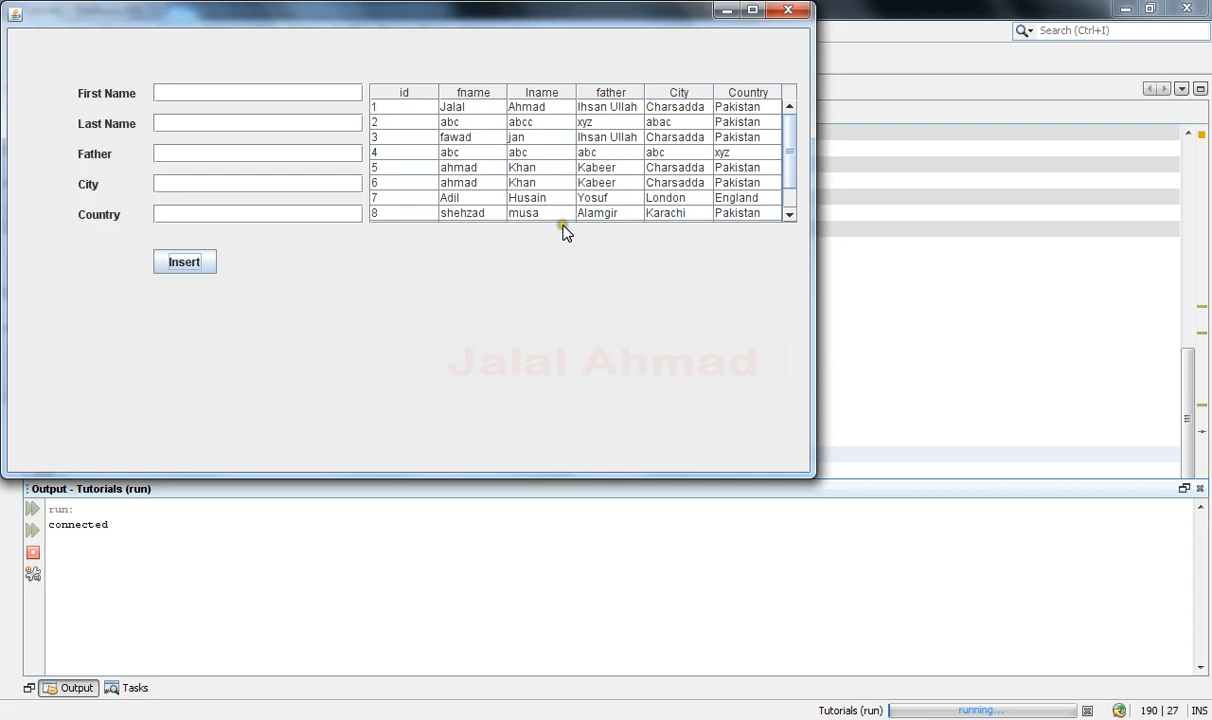 Search (Ctrl+I)
First Name
Last Name
Father
City
Country
Insert
id fname lname father City Country
1 Jalal Ahmad Ihsan Ullah Charsadda Pakistan
2 abc abcc xyz abac Pakistan
3 fawad jan Ihsan Ullah Charsadda Pakistan
4 abc abc abc abc xyz
5 ahmad Khan Kabeer Charsadda Pakistan
6 ahmad Khan Kabeer Charsadda Pakistan
7 Adil Husain Yosuf London England
8 shehzad musa Alamgir Karachi Pakistan
Jalal Ahmad
Output - Tutorials (run)
run:
connected
Output Tasks
Tutorials (run) running... 190 | 27 INS